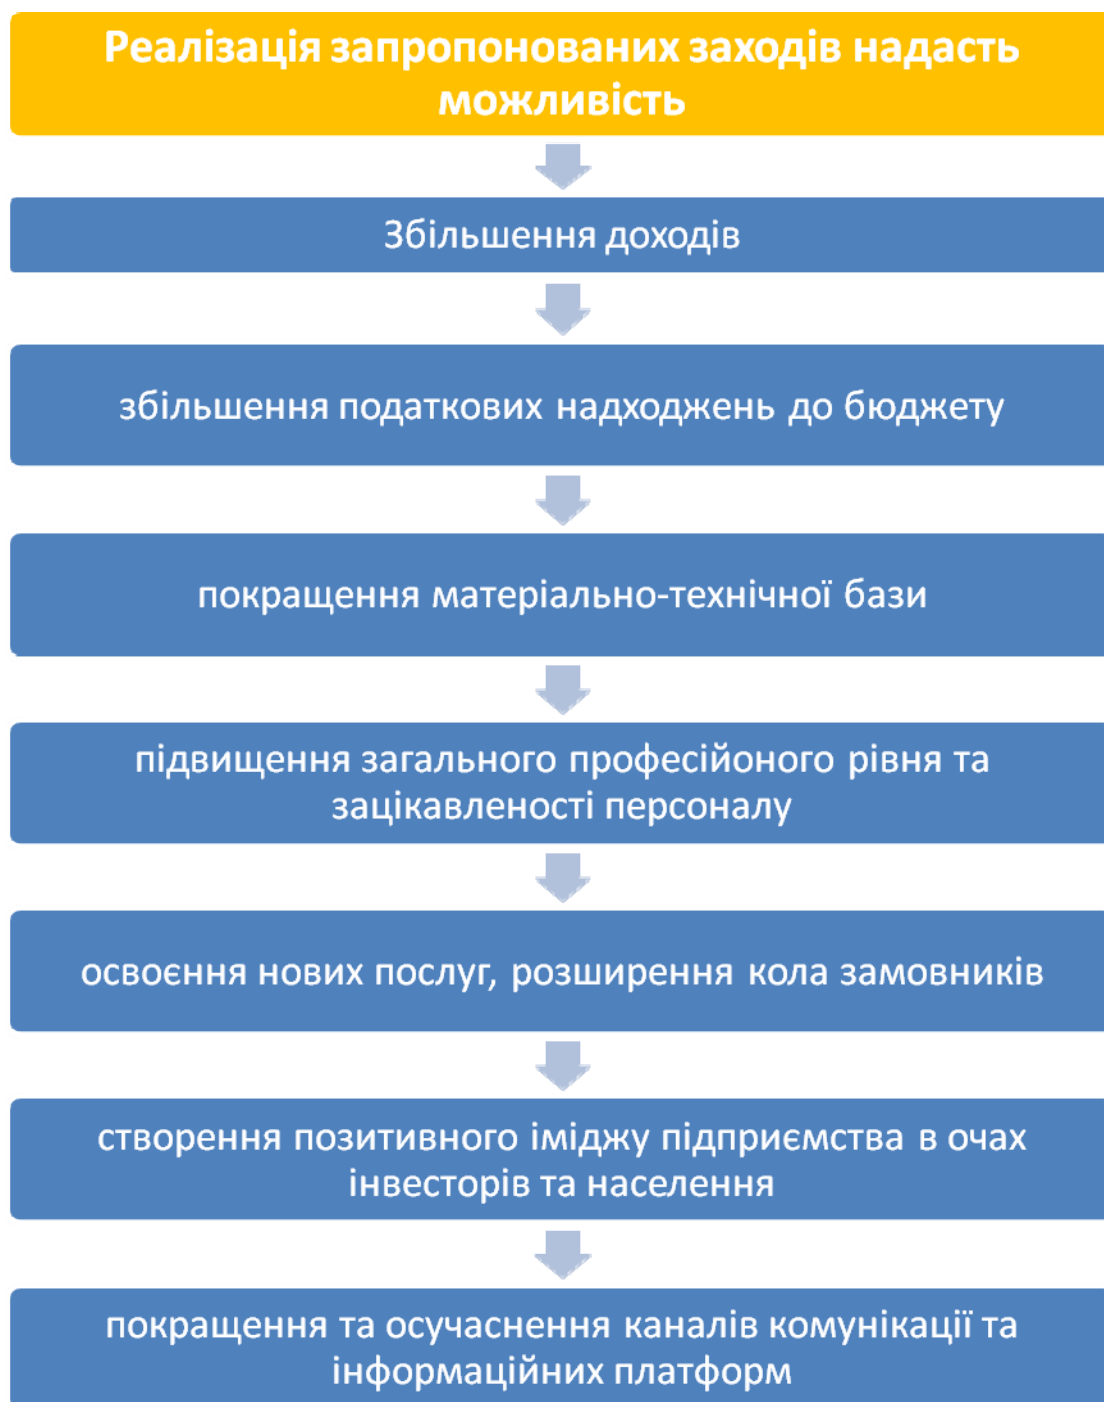 Реалізація запропонованих заходів надасть
можливість
Збільшення доходів
збільшення податкових надходжень до бюджету
покращення матеріально-технічної бази
підвищення загального професійоного рівня та
зацікавленості персоналу
освоєння нових послуг, розширення кола замовників
створення позитивного іміджу підприємства в очах
інвесторів та населення
покращення та осучаснення каналів комунікації та
інформаційних платформ